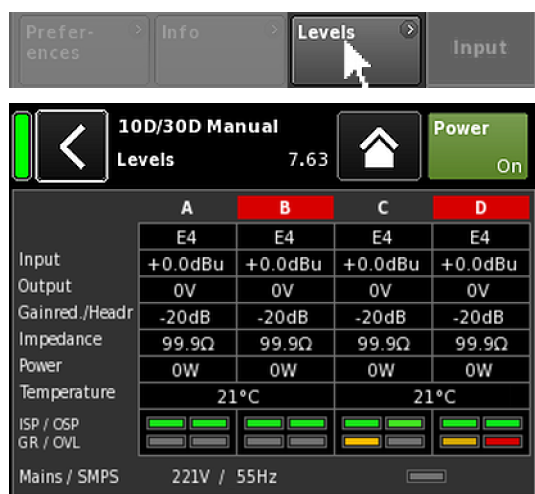 Prefer- Info Levels Input
ences
10D/30D Manual Power
Levels 7.63 On
A B C D
E4 E4 E4 E4
Input +0.0dBu +0.0dBu +0.0dBu +0.0dBu
Output 0V 0V 0V 0V
Gainred./Headr -20dB -20dB -20dB -20dB
Impedance 99.9Ω 99.9Ω 99.9Ω 99.9Ω
Power 0W 0W 0W 0W
Temperature 21°C 21°C
ISP / OSP
GR / OVL
Mains / SMPS 221V / 55Hz